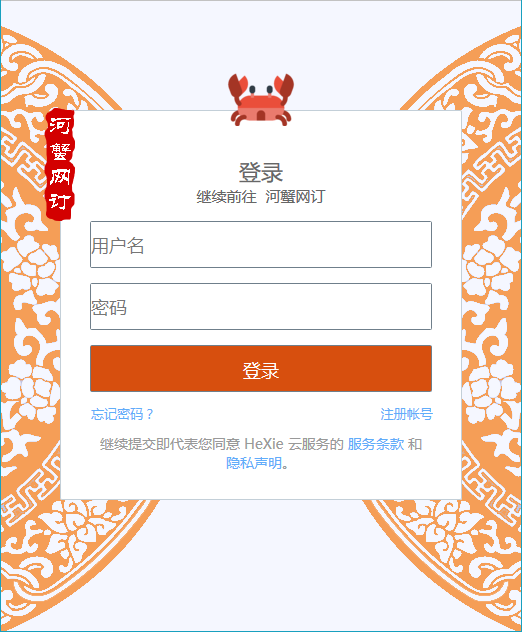 河蟹网订
登录
继续前往 河蟹网订
用户名
密码
登录
忘记密码？
注册帐号
继续提交即代表您同意 HeXie 云服务的 服务条款 和
隐私声明。